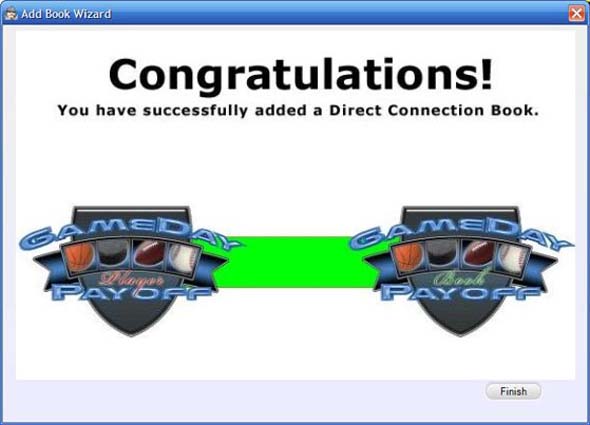 Add Book Wizard
Congratulations!
You have successfully added a Direct Connection Book.
GAMEDAY
Player
PAYOFF
GAMEDAY
Book
PAYOFF
Finish